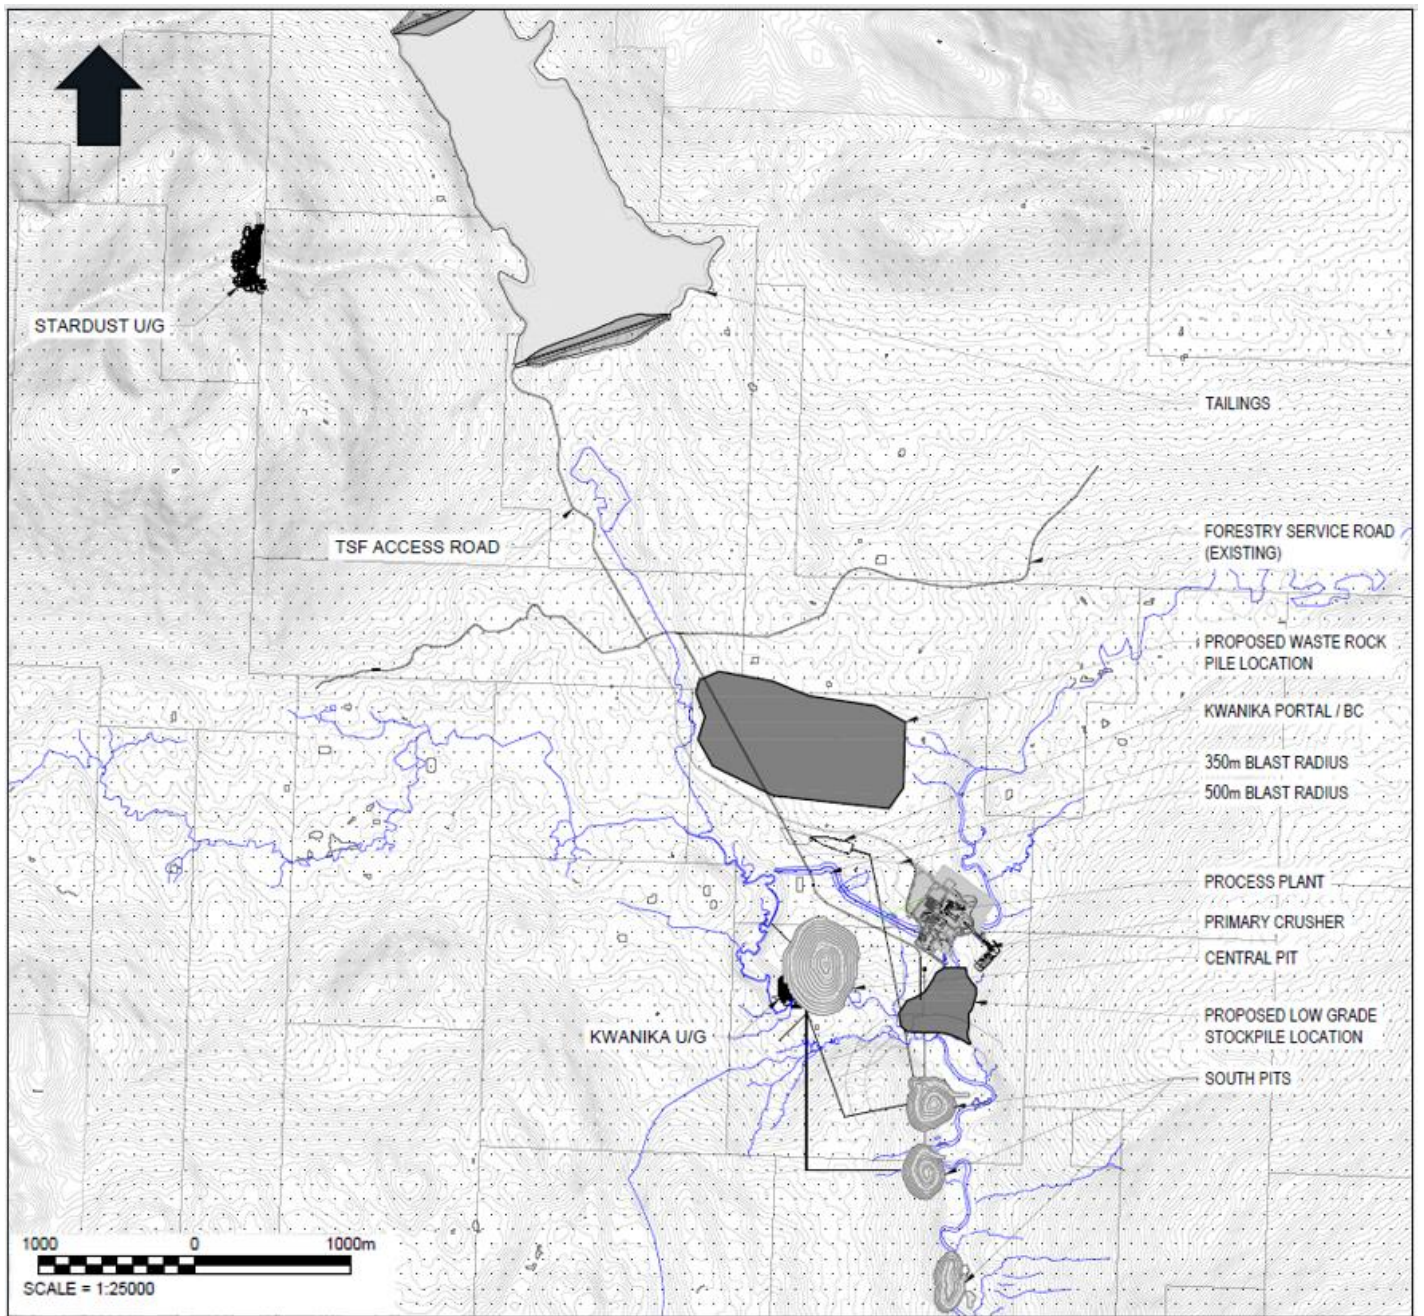 STARDUST U/G
TAILINGS
FORESTRY SERVICE ROAD
(EXISTING)
TSF ACCESS ROAD
PROPOSED WASTE ROCK
PILE LOCATION
KWANIKA PORTAL / BC
350m BLAST RADIUS
500m BLAST RADIUS
PROCESS PLANT
PRIMARY CRUSHER
CENTRAL PIT
PROPOSED LOW GRADE
STOCKPILE LOCATION
KWANIKA U/G
SOUTH PITS
1000 0 1000m
SCALE = 1:25000